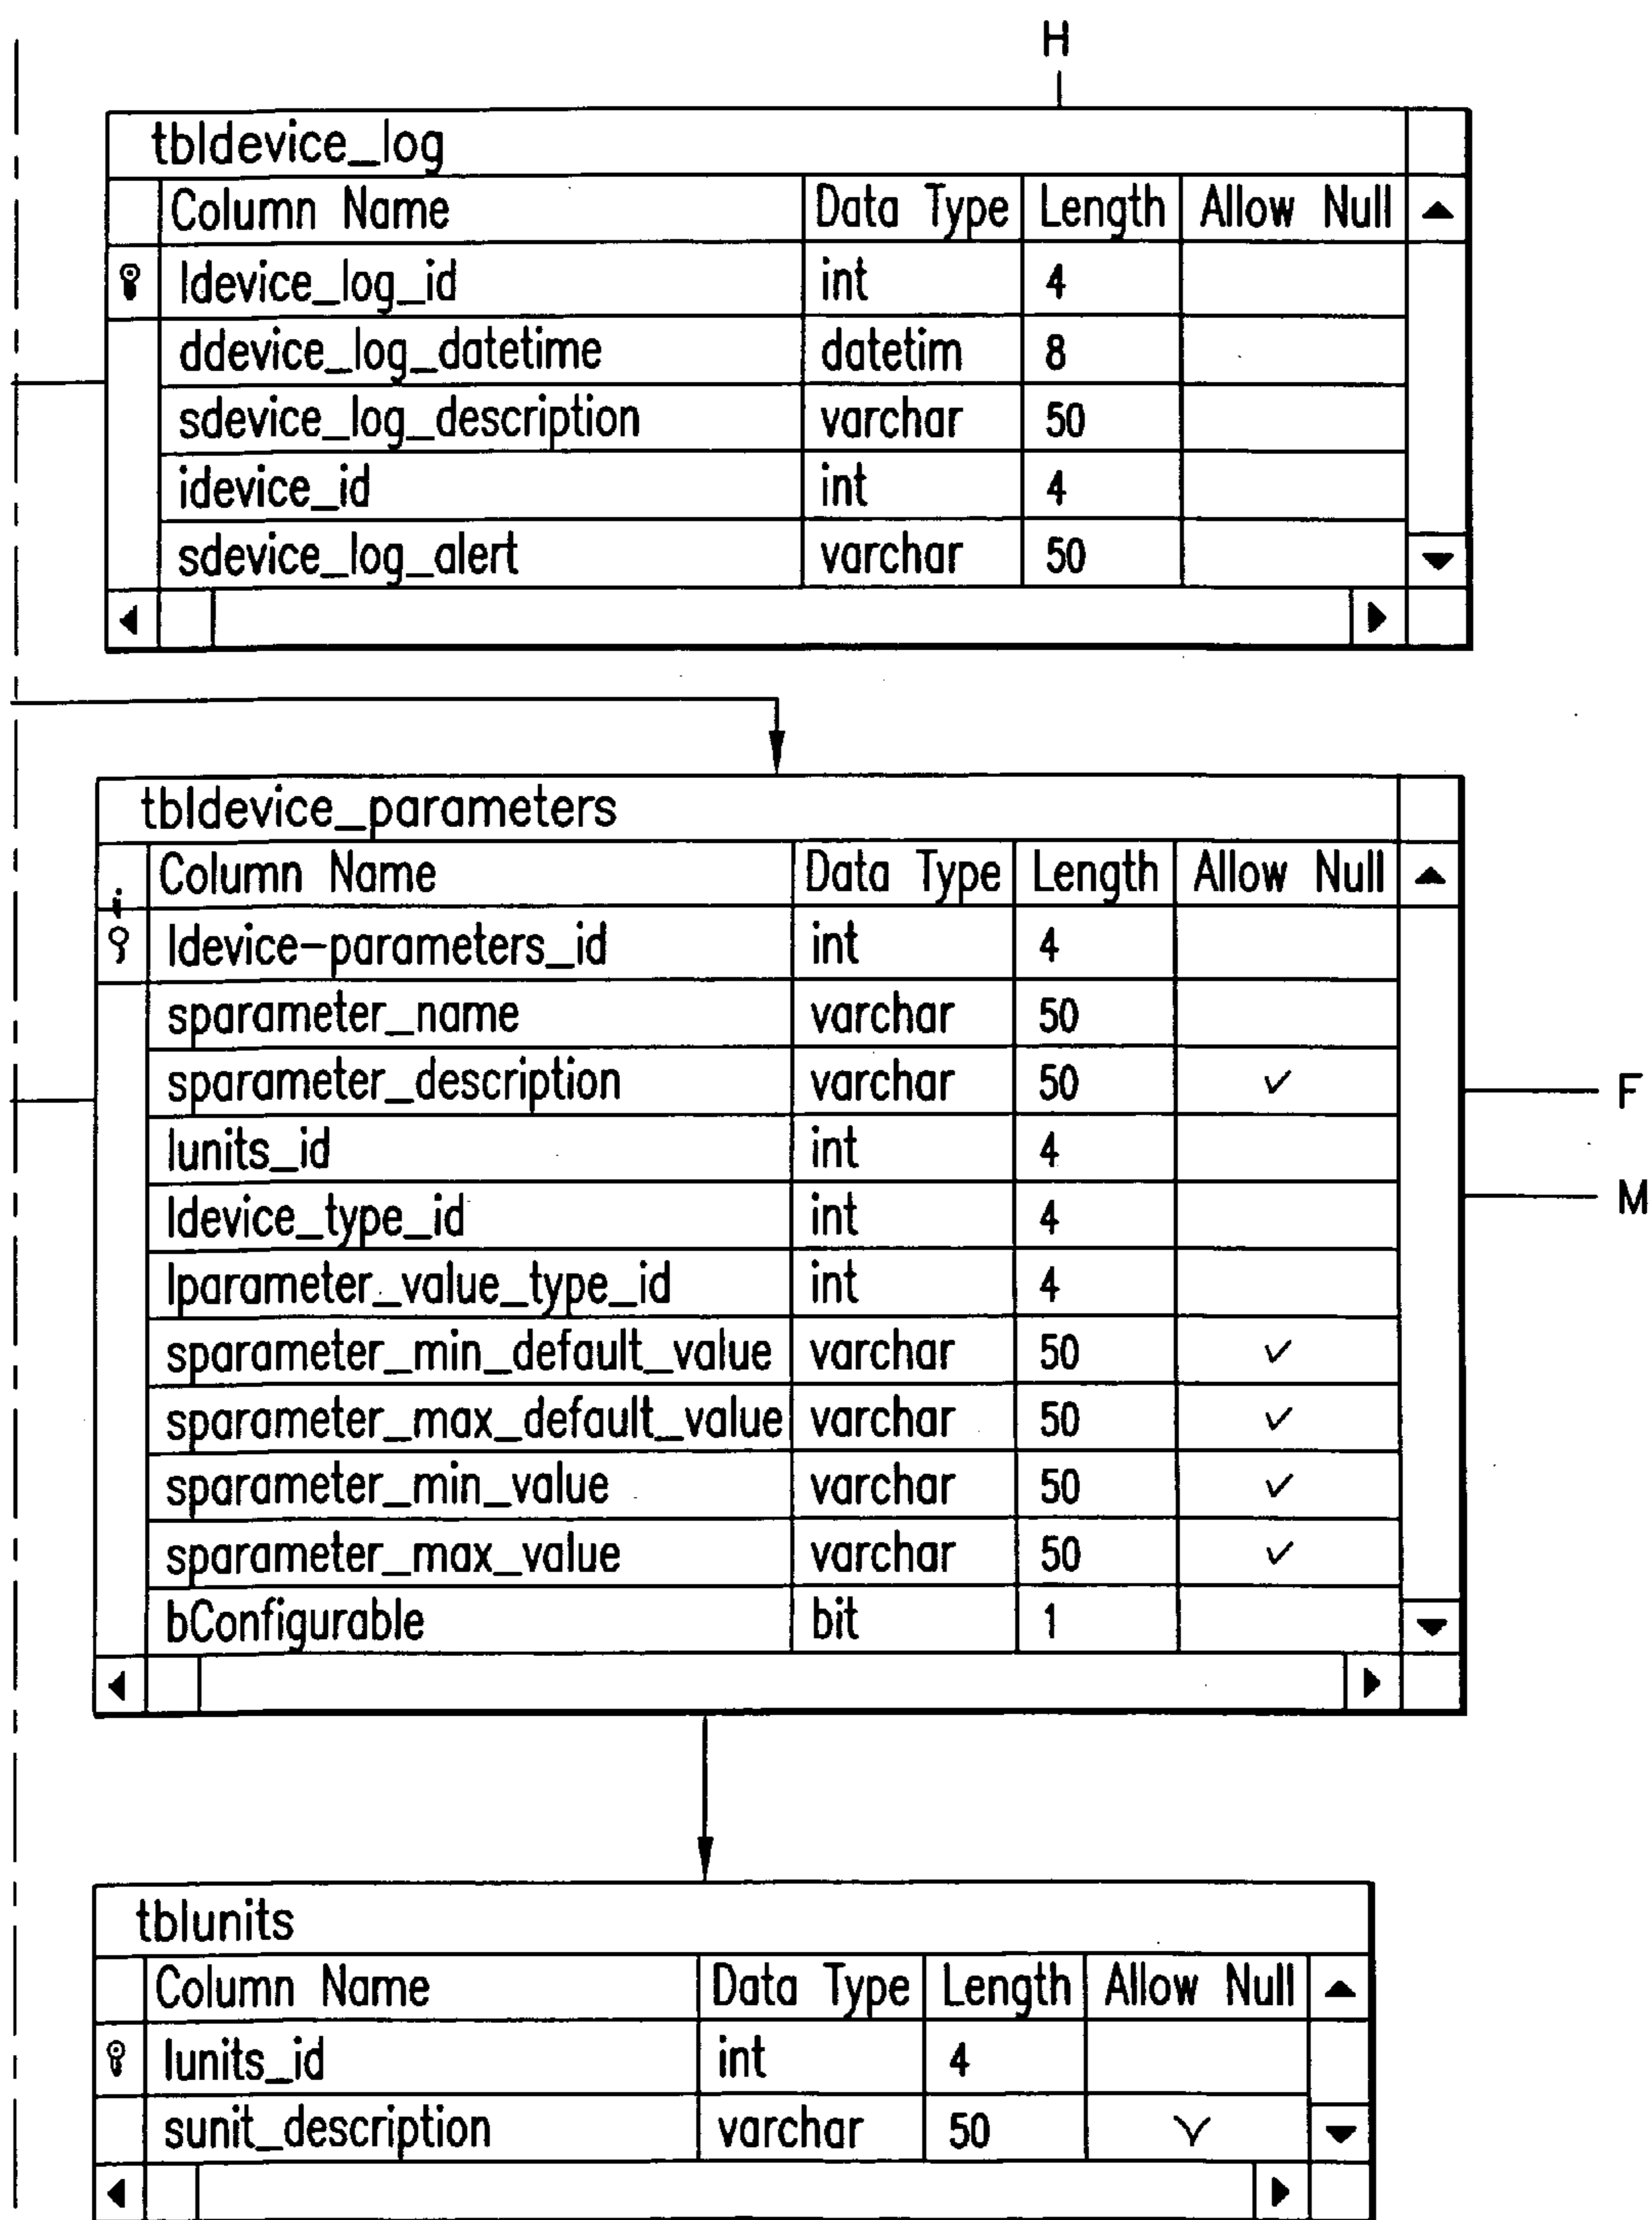 H
tbldevice_log
Column Name Data Type Length Allow Null
ldevice_log_id int 4
ddevice_log_datetime datetim 8
sdevice_log_description varchar 50
idevice_id int 4
sdevice_log_alert varchar 50
tbldevice_parameters
Column Name Data Type Length Allow Null
ldevice-parameters_id int 4
sparameter_name varchar 50
sparameter_description varchar 50 ✓ F
lunits_id int 4
ldevice_type_id int 4 M
lparameter_value_type_id int 4
sparameter_min_default_value varchar 50 ✓
sparameter_max_default_value varchar 50 ✓
sparameter_min_value varchar 50 ✓
sparameter_max_value varchar 50 ✓
bConfigurable bit 1
tblunits
Column Name Data Type Length Allow Null
lunits_id int 4
sunit_description varchar 50 ✓